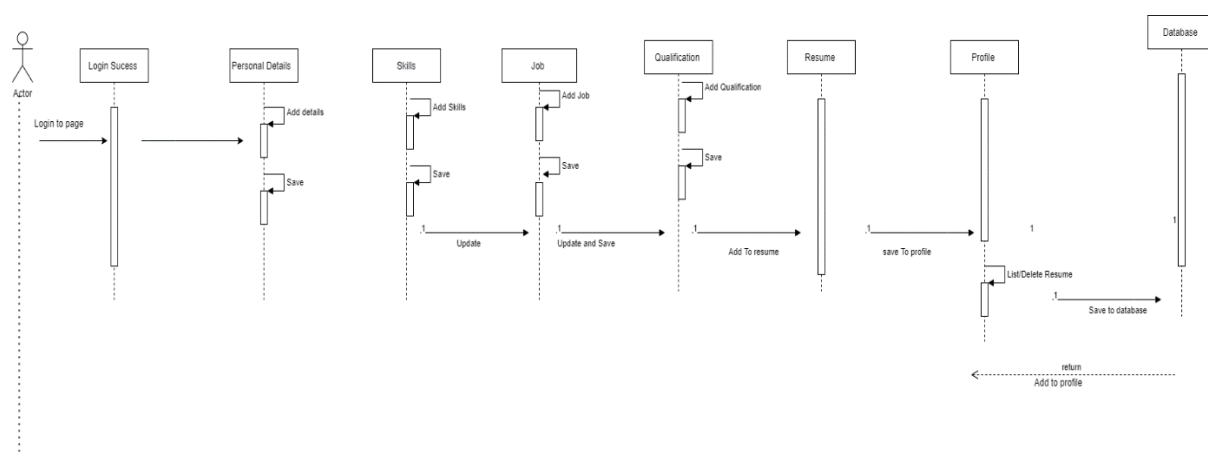 Database
Login Sucess
Personal Details
Skills
Job
Qualification
Resume
Profile
Actor
Add details
Add Skills
Add Job
Add Qualification
Login to page
Save
Save
Save
Save
.1
Update
.1
Update and Save
.1
Add To resume
.1
save To profile
1
1
List/Delete Resume
.1
Save to database
return
Add to profile